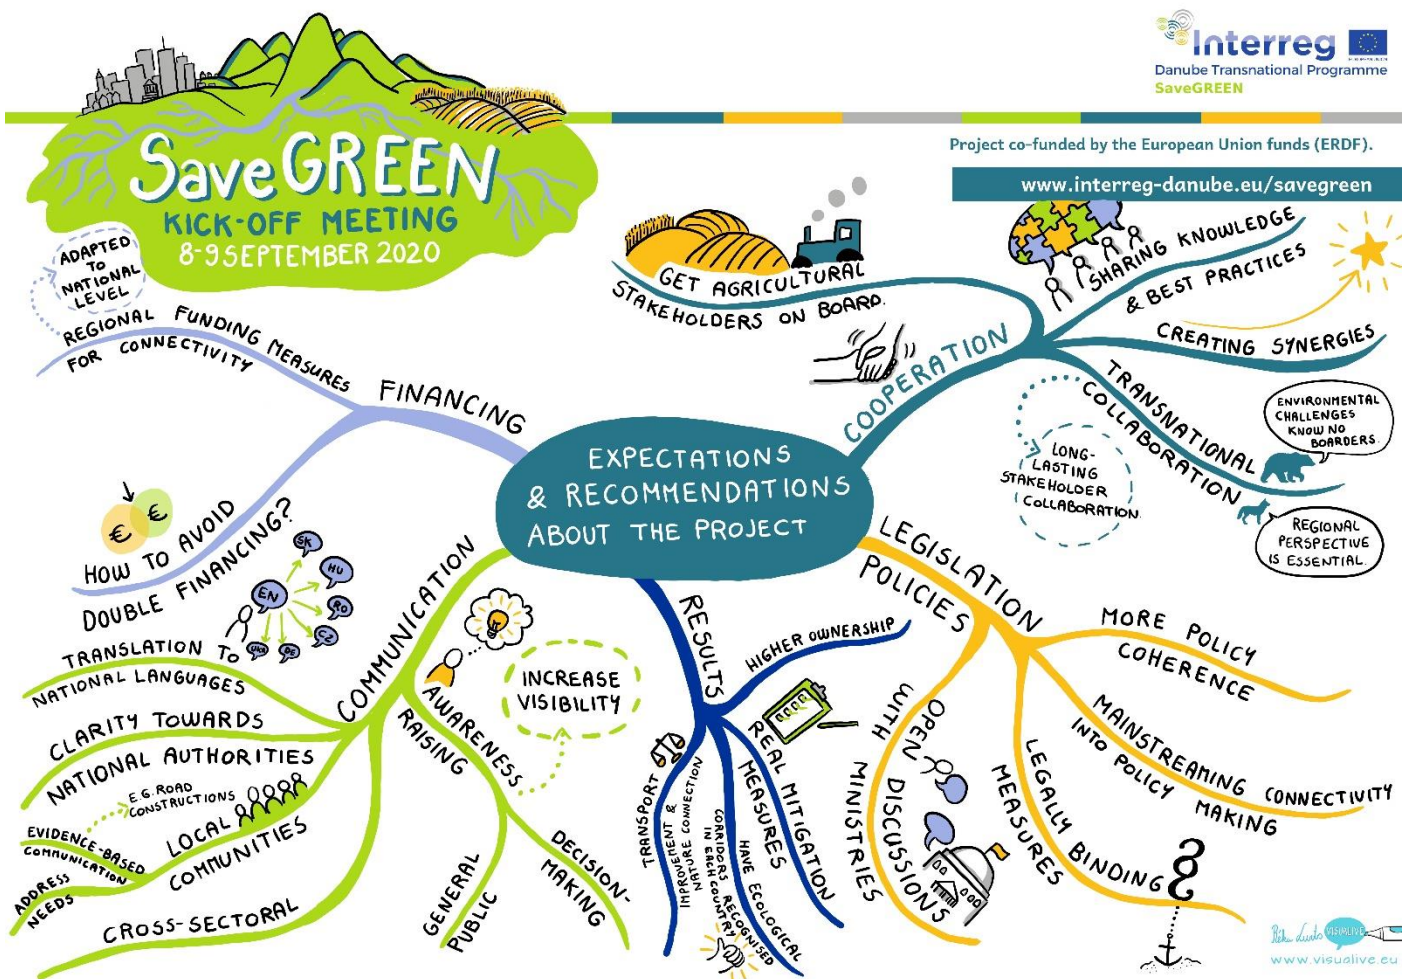 Interreg
Danube Transnational Programme
SaveGREEN
Project co-funded by the European Union funds (ERDF).
www.interreg-danube.eu/savegreen
SaveGREEN
KICK-OFF MEETING
8-9 SEPTEMBER 2020
EXPECTATIONS
& RECOMMENDATIONS
ABOUT THE PROJECT
FINANCING
REGIONAL FUNDING MEASURES
FOR CONNECTIVITY
ADAPTED
TO
NATIONAL
LEVEL
€ €
HOW TO AVOID
DOUBLE FINANCING?
COOPERATION
GET AGRICULTURAL
STAKEHOLDERS ON BOARD.
SHARING KNOWLEDGE
& BEST PRACTICES
CREATING SYNERGIES
TRANSNATIONAL
COLLABORATION
LONG-
LASTING
STAKEHOLDER
COLLABORATION.
ENVIRONMENTAL
CHALLENGES
KNOW NO
BOARDERS.
REGIONAL
PERSPECTIVE
IS ESSENTIAL.
COMMUNICATION
TRANSLATION TO
NATIONAL LANGUAGES
EN
SK
HU
RO
CZ
DE
UKR
CLARITY TOWARDS
NATIONAL AUTHORITIES
LOCAL
COMMUNITIES
EVIDENCE-BASED
COMMUNICATION
E.G. ROAD
CONSTRUCTIONS
ADDRESS
NEEDS
CROSS-SECTORAL
AWARENESS
RAISING
INCREASE
VISIBILITY
GENERAL
PUBLIC
DECISION-
MAKING
RESULTS
HIGHER OWNERSHIP
REAL MITIGATION
MEASURES
HAVE ECOLOGICAL
CORRIDORS RECOGNISED
IN EACH COUNTRY
TRANSPORT
IMPROVEMENT &
NATURE CONNECTION
LEGISLATION
POLICIES
MORE POLICY
COHERENCE
MAINSTREAMING CONNECTIVITY
INTO POLICY MAKING
LEGALLY BINDING
MEASURES
§
OPEN DISCUSSIONS
WITH MINISTRIES
VISUALIVE
www.visualive.eu